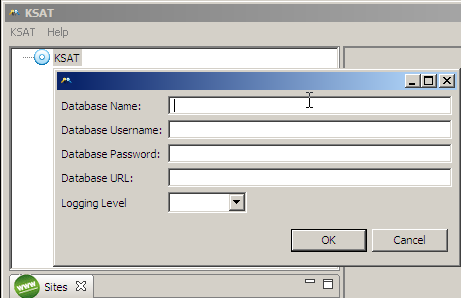 KSAT
KSAT Help
KSAT
Database Name:
Database Username:
Database Password:
Database URL:
Logging Level
OK Cancel
www Sites